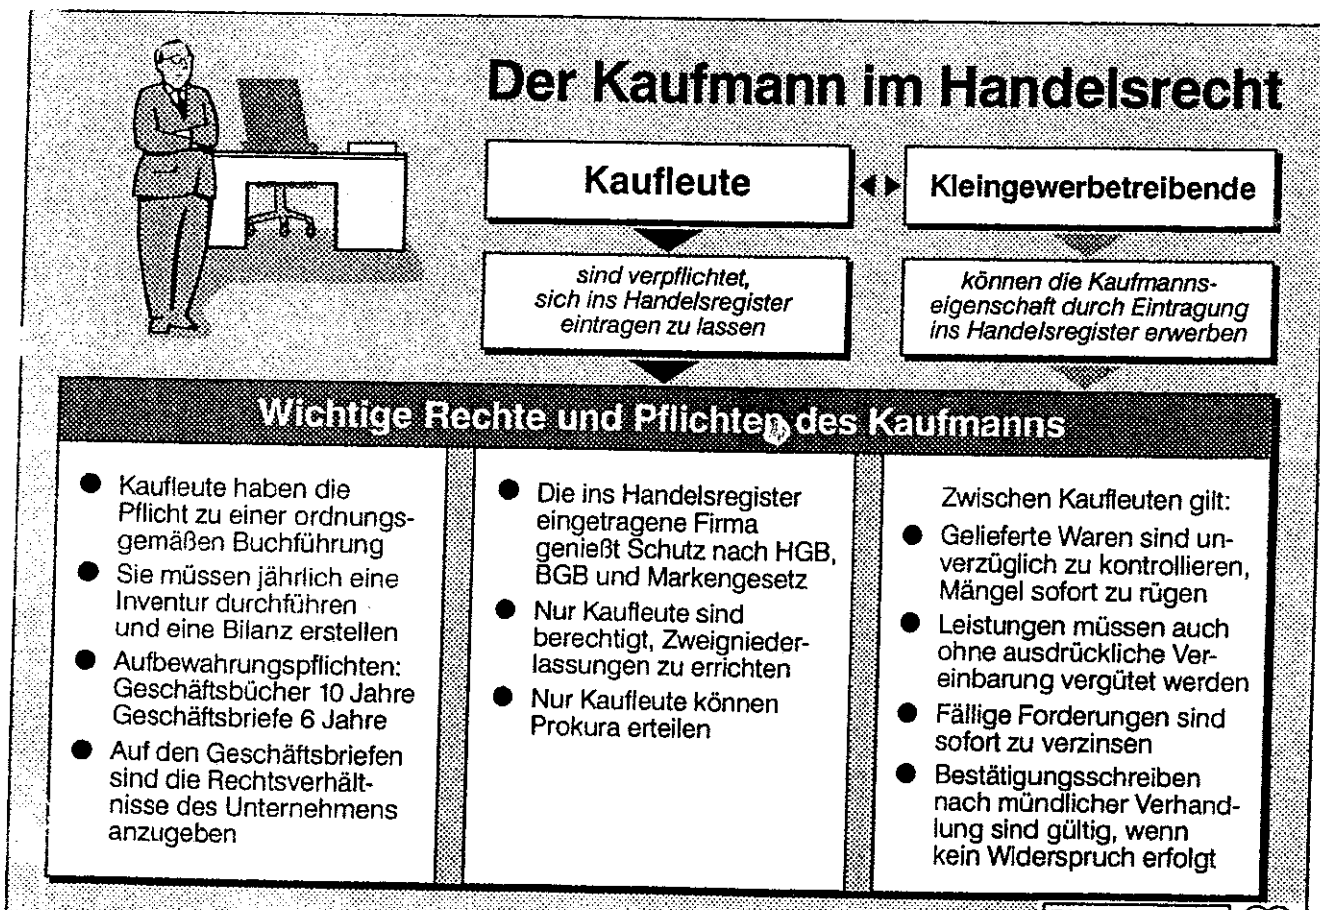 Der Kaufmann im Handelsrecht
Kaufleute
Kleingewerbetreibende
sind verpflichtet,
sich ins Handelsregister
eintragen zu lassen
können die Kaufmanns-
eigenschaft durch Eintragung
ins Handelsregister erwerben
Wichtige Rechte und Pflichten des Kaufmanns
● Kaufleute haben die
Pflicht zu einer ordnungs-
gemäßen Buchführung
● Sie müssen jährlich eine
Inventur durchführen
und eine Bilanz erstellen
● Aufbewahrungspflichten:
Geschäftsbücher 10 Jahre
Geschäftsbriefe 6 Jahre
● Auf den Geschäftsbriefen
sind die Rechtsverhält-
nisse des Unternehmens
anzugeben
● Die ins Handelsregister
eingetragene Firma
genießt Schutz nach HGB,
BGB und Markengesetz
● Nur Kaufleute sind
berechtigt, Zweignieder-
lassungen zu errichten
● Nur Kaufleute können
Prokura erteilen
Zwischen Kaufleuten gilt:
● Gelieferte Waren sind un-
verzüglich zu kontrollieren,
Mängel sofort zu rügen
● Leistungen müssen auch
ohne ausdrückliche Ver-
einbarung vergütet werden
● Fällige Forderungen sind
sofort zu verzinsen
● Bestätigungsschreiben
nach mündlicher Verhand-
lung sind gültig, wenn
kein Widerspruch erfolgt